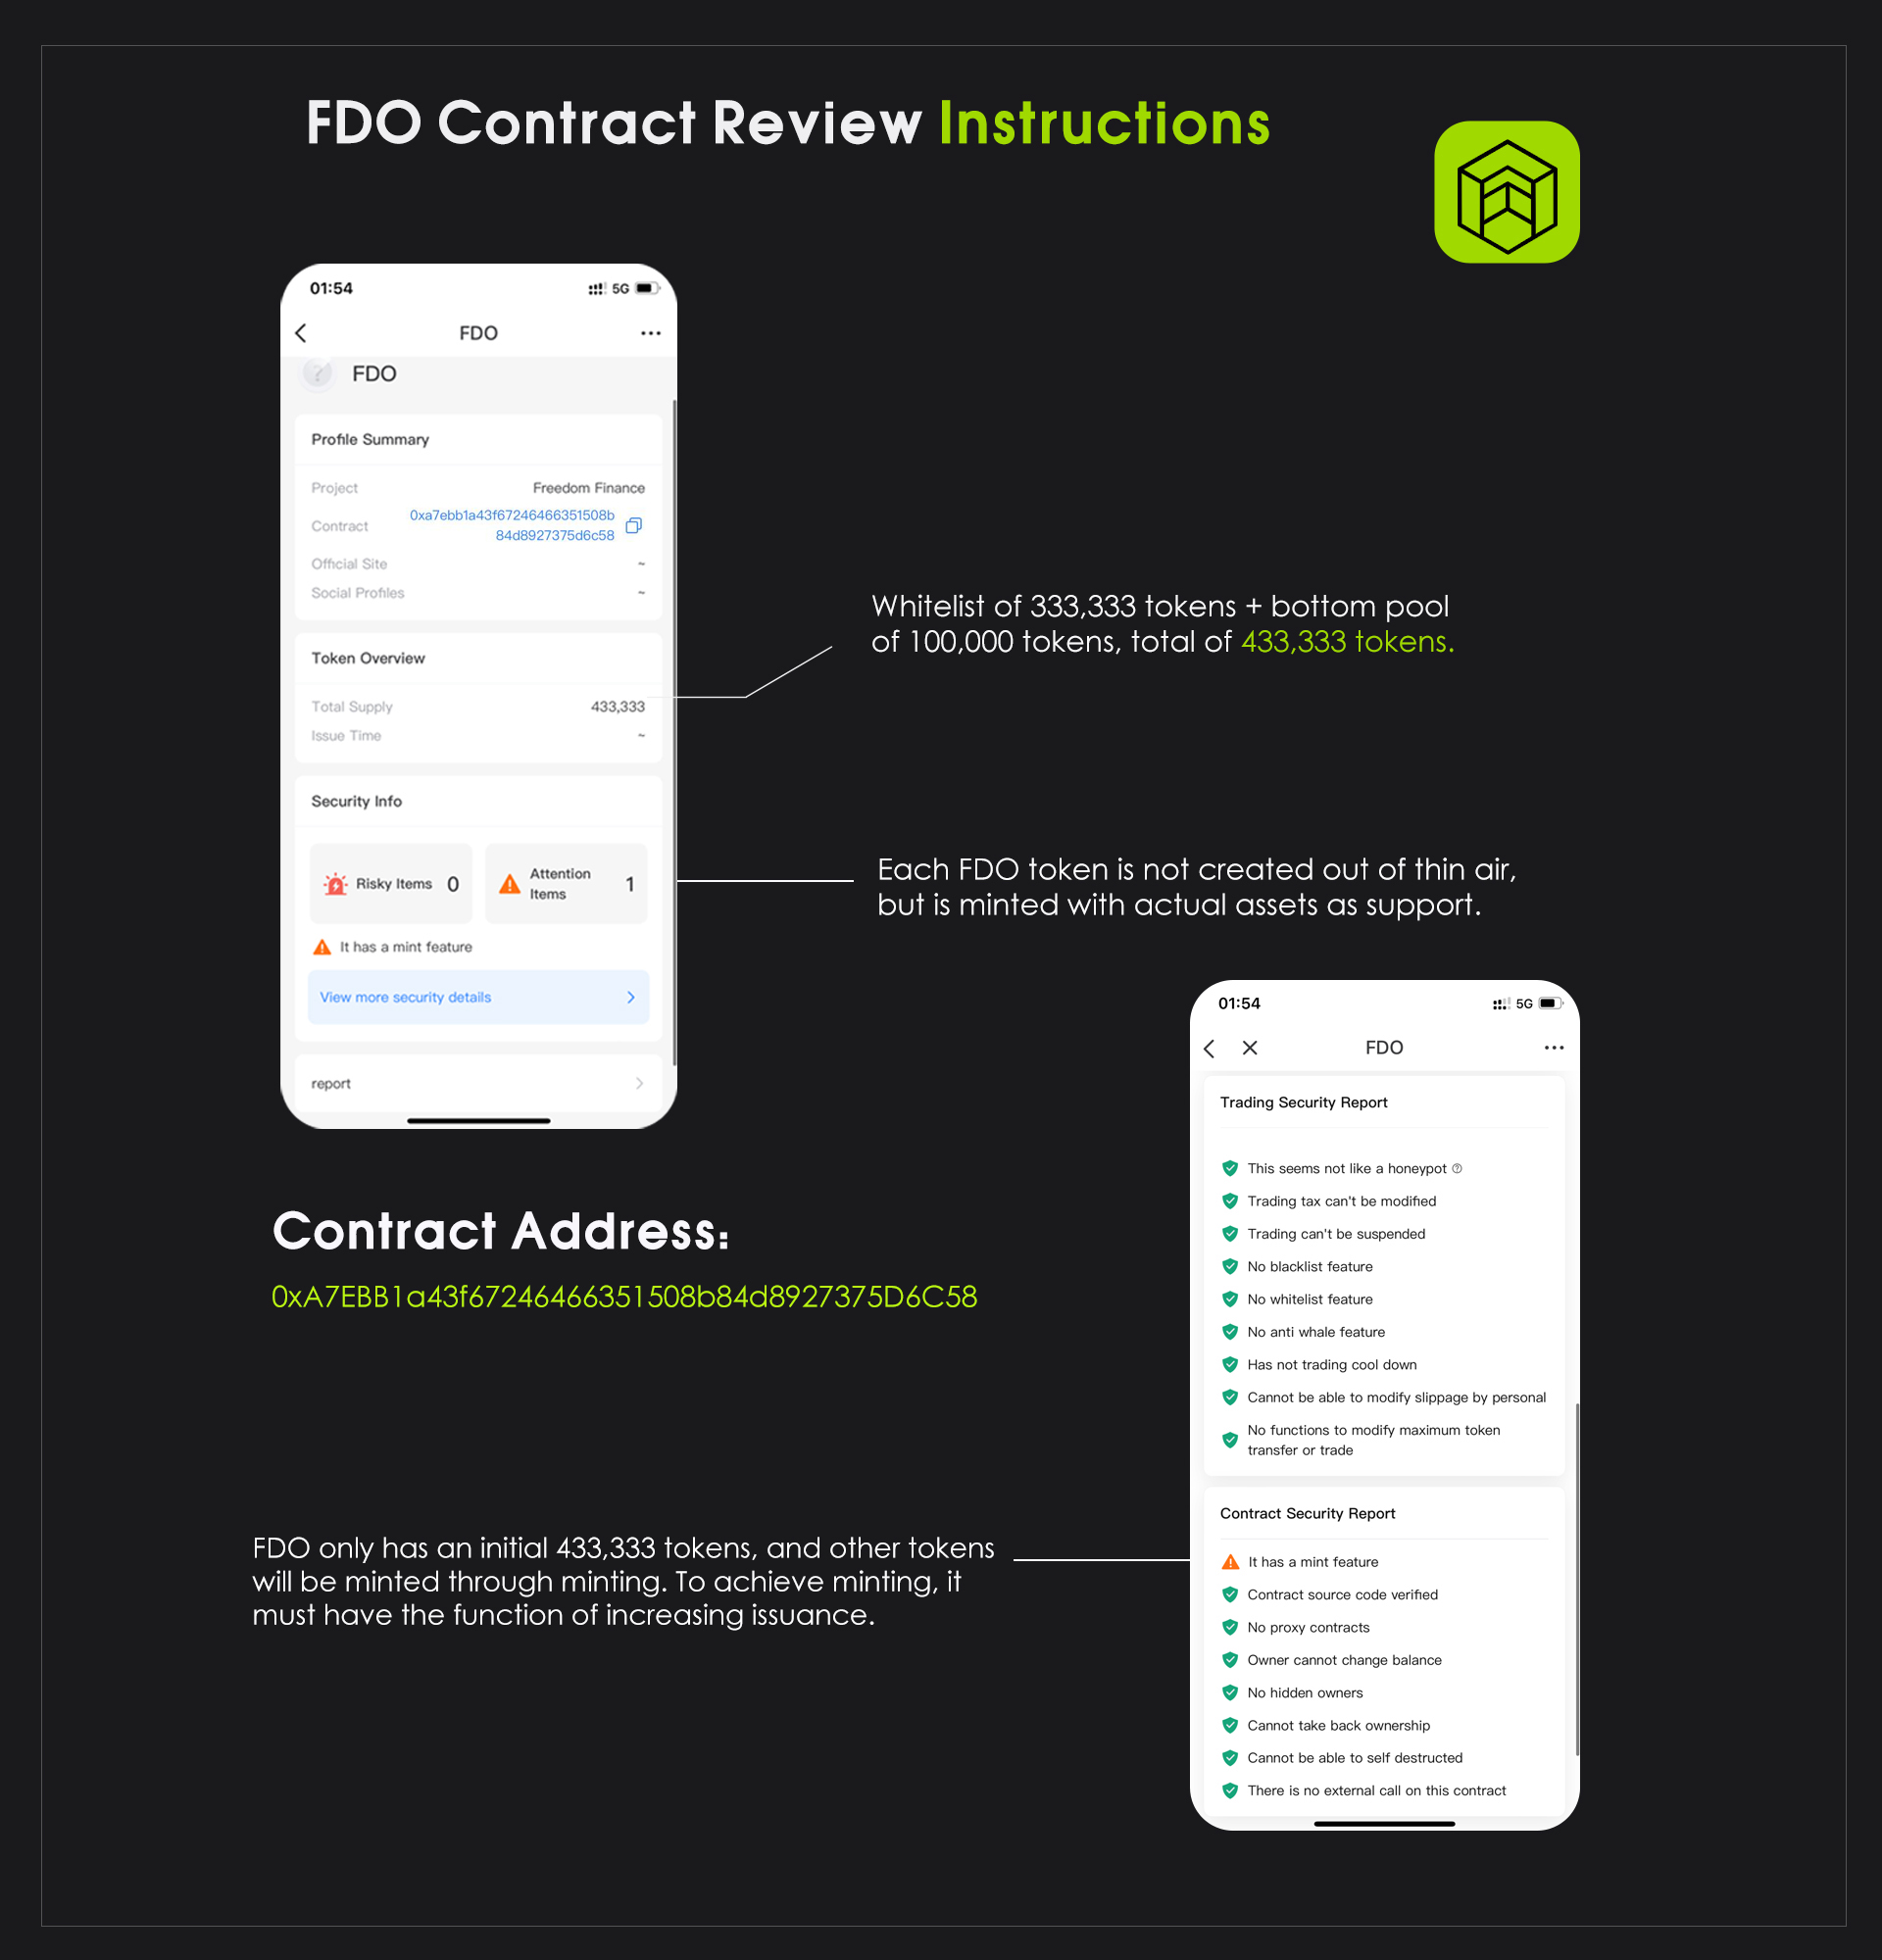 FDO Contract Review Instructions
01:54
5G
FDO
FDO
Profile Summary
Project Freedom Finance
Contract 0xa7ebb1a43f67246466351508b
84d8927375d6c58
Official Site ~
Social Profiles ~
Token Overview
Total Supply 433,333
Issue Time ~
Security Info
Risky Items 0
Attention
Items 1
It has a mint feature
View more security details
report
Whitelist of 333,333 tokens + bottom pool
of 100,000 tokens, total of 433,333 tokens.
Each FDO token is not created out of thin air,
but is minted with actual assets as support.
Contract Address:
0xA7EBB1a43f67246466351508b84d8927375D6C58
FDO only has an initial 433,333 tokens, and other tokens
will be minted through minting. To achieve minting, it
must have the function of increasing issuance.
01:54
5G
FDO
Trading Security Report
This seems not like a honeypot
Trading tax can't be modified
Trading can't be suspended
No blacklist feature
No whitelist feature
No anti whale feature
Has not trading cool down
Cannot be able to modify slippage by personal
No functions to modify maximum token
transfer or trade
Contract Security Report
It has a mint feature
Contract source code verified
No proxy contracts
Owner cannot change balance
No hidden owners
Cannot take back ownership
Cannot be able to self destructed
There is no external call on this contract